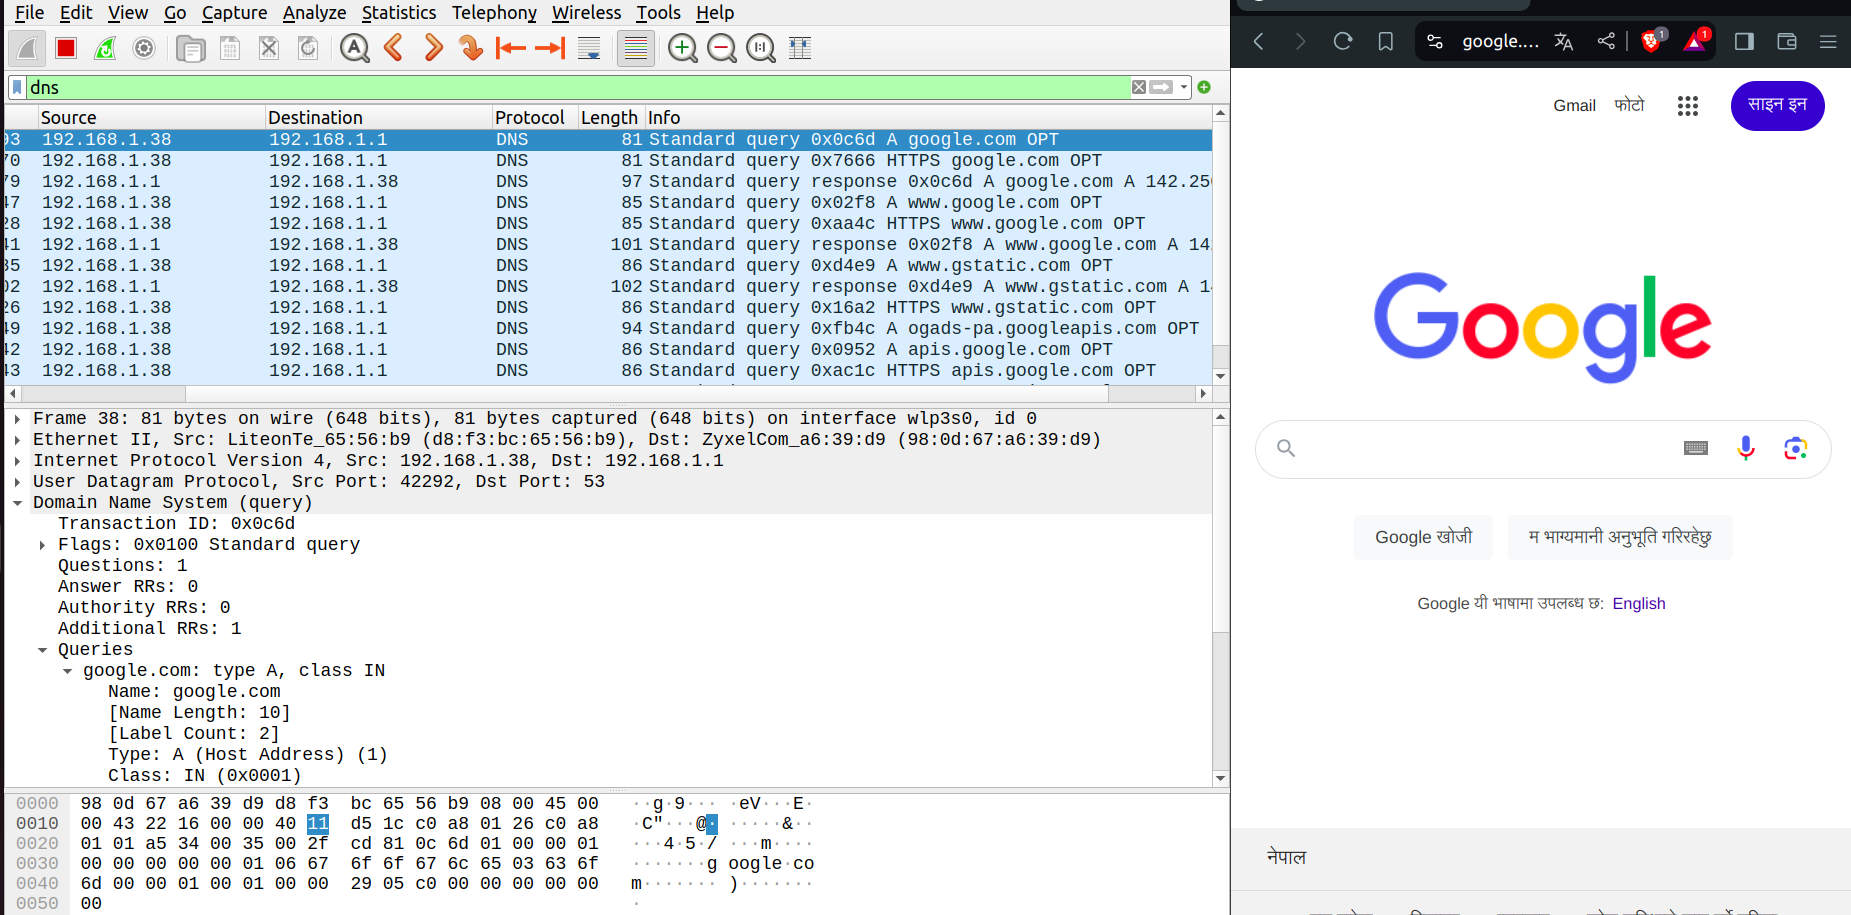 File Edit View Go Capture Analyze Statistics Telephony Wireless Tools Help
dns
Source Destination Protocol Length Info
93 192.168.1.38 192.168.1.1 DNS 81 Standard query 0x0c6d A google.com OPT
70 192.168.1.38 192.168.1.1 DNS 81 Standard query 0x7666 HTTPS google.com OPT
79 192.168.1.1 192.168.1.38 DNS 97 Standard query response 0x0c6d A google.com A 142.25
47 192.168.1.38 192.168.1.1 DNS 85 Standard query 0x02f8 A www.google.com OPT
28 192.168.1.38 192.168.1.1 DNS 85 Standard query 0xaa4c HTTPS www.google.com OPT
41 192.168.1.1 192.168.1.38 DNS 101 Standard query response 0x02f8 A www.google.com A 14
35 192.168.1.38 192.168.1.1 DNS 86 Standard query 0xd4e9 A www.gstatic.com OPT
02 192.168.1.1 192.168.1.38 DNS 102 Standard query response 0xd4e9 A www.gstatic.com A 1
26 192.168.1.38 192.168.1.1 DNS 86 Standard query 0x16a2 HTTPS www.gstatic.com OPT
49 192.168.1.38 192.168.1.1 DNS 94 Standard query 0xfb4c A ogads-pa.googleapis.com OPT
42 192.168.1.38 192.168.1.1 DNS 86 Standard query 0x0952 A apis.google.com OPT
43 192.168.1.38 192.168.1.1 DNS 86 Standard query 0xac1c HTTPS apis.google.com OPT
Frame 38: 81 bytes on wire (648 bits), 81 bytes captured (648 bits) on interface wlp3s0, id 0
Ethernet II, Src: LiteonTe_65:56:b9 (d8:f3:bc:65:56:b9), Dst: ZyxelCom_a6:39:d9 (98:0d:67:a6:39:d9)
Internet Protocol Version 4, Src: 192.168.1.38, Dst: 192.168.1.1
User Datagram Protocol, Src Port: 42292, Dst Port: 53
Domain Name System (query)
Transaction ID: 0x0c6d
Flags: 0x0100 Standard query
Questions: 1
Answer RRs: 0
Authority RRs: 0
Additional RRs: 1
Queries
google.com: type A, class IN
Name: google.com
[Name Length: 10]
[Label Count: 2]
Type: A (Host Address) (1)
Class: IN (0x0001)
0000 98 0d 67 a6 39 d9 d8 f3 bc 65 56 b9 08 00 45 00 ··g·9··· ·eV···E·
0010 00 43 22 16 00 00 40 11 d5 1c c0 a8 01 26 c0 a8 ·C"···@· ·····&··
0020 01 01 a5 34 00 35 00 2f cd 81 0c 6d 01 00 00 01 ···4·5·/ ···m····
0030 00 00 00 00 00 01 06 67 6f 6f 67 6c 65 03 63 6f ·······g oogle·co
0040 6d 00 00 01 00 01 00 00 29 05 c0 00 00 00 00 00 m······· )·······
0050 00 ·
google....
1
1
Gmail फोटो साइन इन
Google
Google खोजी म भाग्यमानी अनुभूति गरिरहेछु
Google यी भाषामा उपलब्ध छ: English
नेपाल